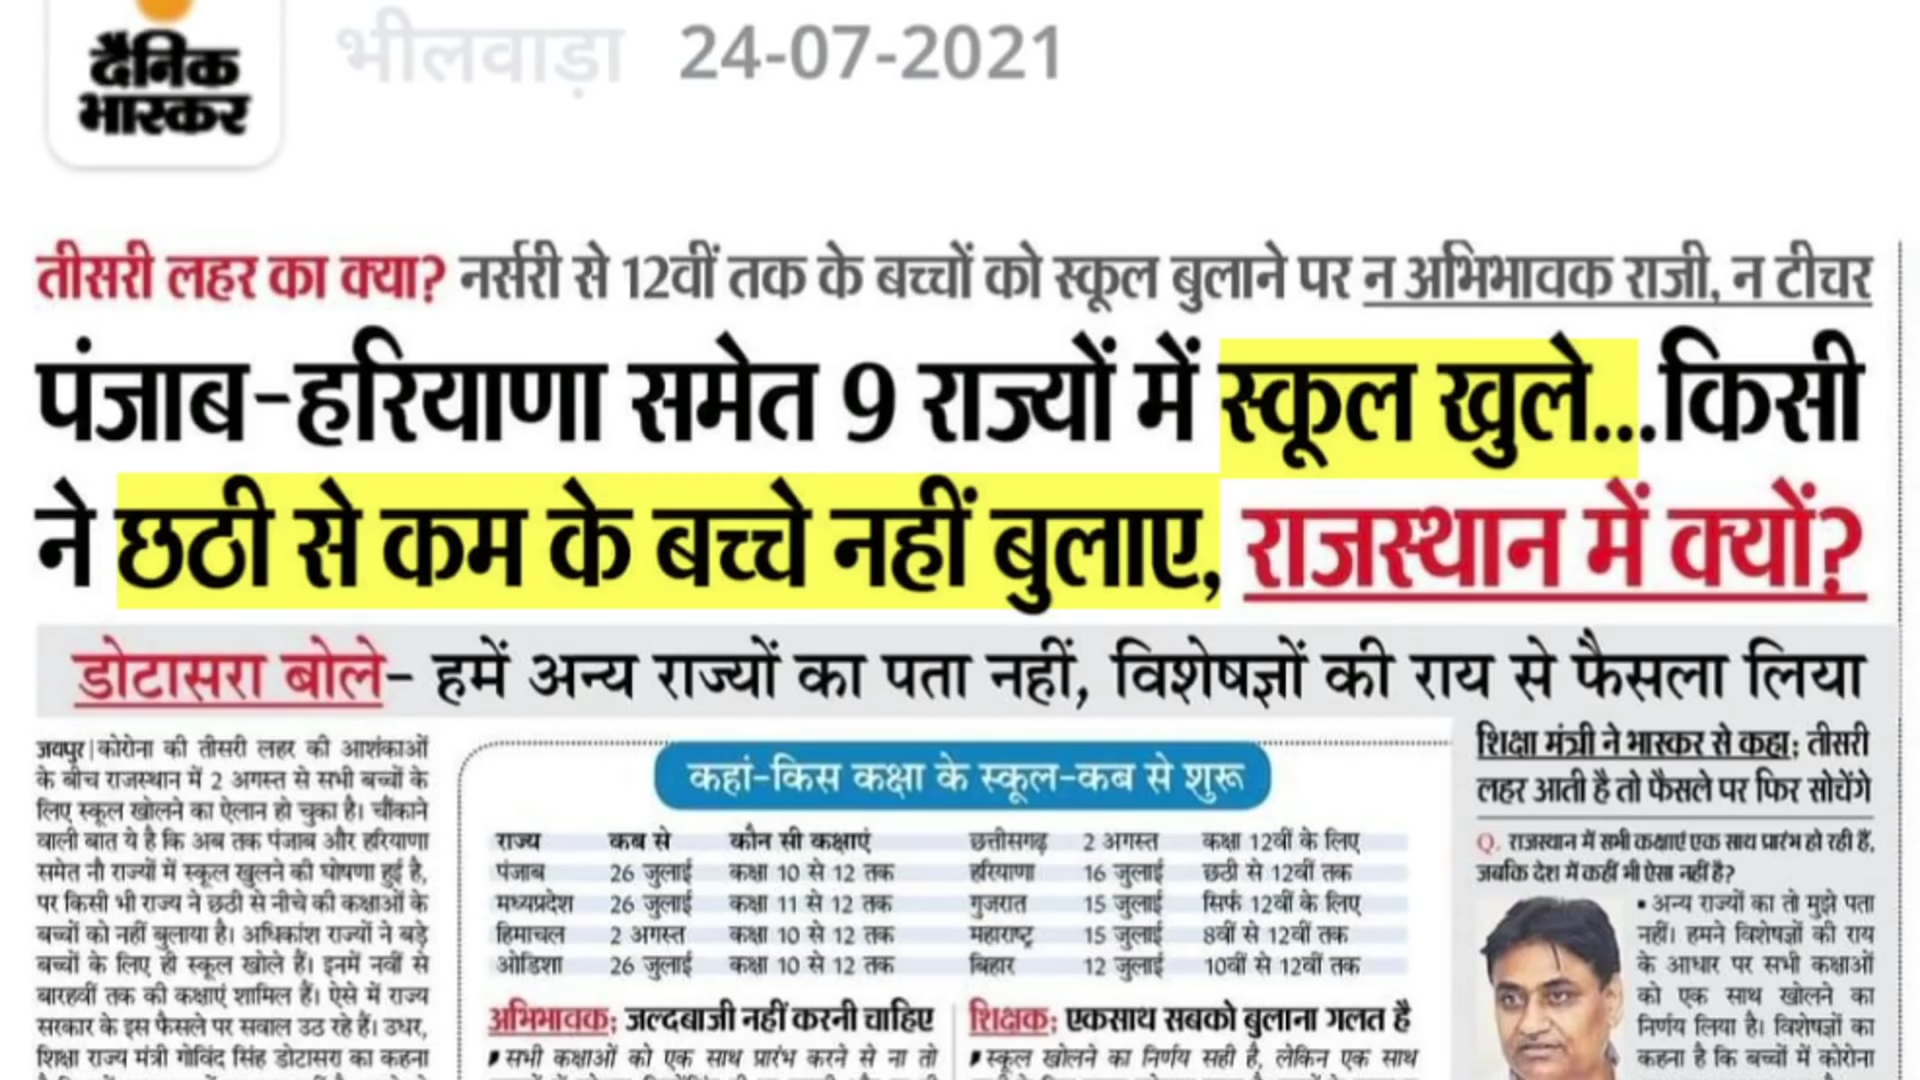 दैनिक
भास्कर
भीलवाड़ा 24-07-2021
तीसरी लहर का क्या? नर्सरी से 12वीं तक के बच्चों को स्कूल बुलाने पर न अभिभावक राजी, न टीचर
पंजाब-हरियाणा समेत 9 राज्यों में स्कूल खुले...किसी
ने छठी से कम के बच्चे नहीं बुलाए, राजस्थान में क्यों?
डोटासरा बोले- हमें अन्य राज्यों का पता नहीं, विशेषज्ञों की राय से फैसला लिया
जयपुर|कोरोना की तीसरी लहर की आशंकाओं
के बीच राजस्थान में 2 अगस्त से सभी बच्चों के
लिए स्कूल खोलने का ऐलान हो चुका है। चौंकाने
वाली बात ये है कि अब तक पंजाब और हरियाणा
समेत नौ राज्यों में स्कूल खुलने की घोषणा हुई है,
पर किसी भी राज्य ने छठी से नीचे की कक्षाओं के
बच्चों को नहीं बुलाया है। अधिकांश राज्यों ने बड़े
बच्चों के लिए ही स्कूल खोले हैं। इनमें नवीं से
बारहवीं तक की कक्षाएं शामिल हैं। ऐसे में राज्य
सरकार के इस फैसले पर सवाल उठ रहे हैं। उधर,
शिक्षा राज्य मंत्री गोविंद सिंह डोटासरा का कहना
कहां-किस कक्षा के स्कूल-कब से शुरू
राज्य कब से कौन सी कक्षाएं
पंजाब 26 जुलाई कक्षा 10 से 12 तक
मध्यप्रदेश 26 जुलाई कक्षा 11 से 12 तक
हिमाचल 2 अगस्त कक्षा 10 से 12 तक
ओडिशा 26 जुलाई कक्षा 10 से 12 तक
छत्तीसगढ़ 2 अगस्त कक्षा 12वीं के लिए
हरियाणा 16 जुलाई छठी से 12वीं तक
गुजरात 15 जुलाई सिर्फ 12वीं के लिए
महाराष्ट्र 15 जुलाई 8वीं से 12वीं तक
बिहार 12 जुलाई 10वीं से 12वीं तक
अभिभावक: जल्दबाजी नहीं करनी चाहिए
सभी कक्षाओं को एक साथ प्रारंभ करने से ना तो
शिक्षक: एकसाथ सबको बुलाना गलत है
स्कूल खोलने का निर्णय सही है, लेकिन एक साथ
शिक्षा मंत्री ने भास्कर से कहा: तीसरी
लहर आती है तो फैसले पर फिर सोचेंगे
Q. राजस्थान में सभी कक्षाएं एक साथ प्रारंभ हो रही हैं,
जबकि देश में कहीं भी ऐसा नहीं है?
▪ अन्य राज्यों का तो मुझे पता
नहीं। हमने विशेषज्ञों की राय
के आधार पर सभी कक्षाओं
को एक साथ खोलने का
निर्णय लिया है। विशेषज्ञों का
कहना है कि बच्चों में कोरोना